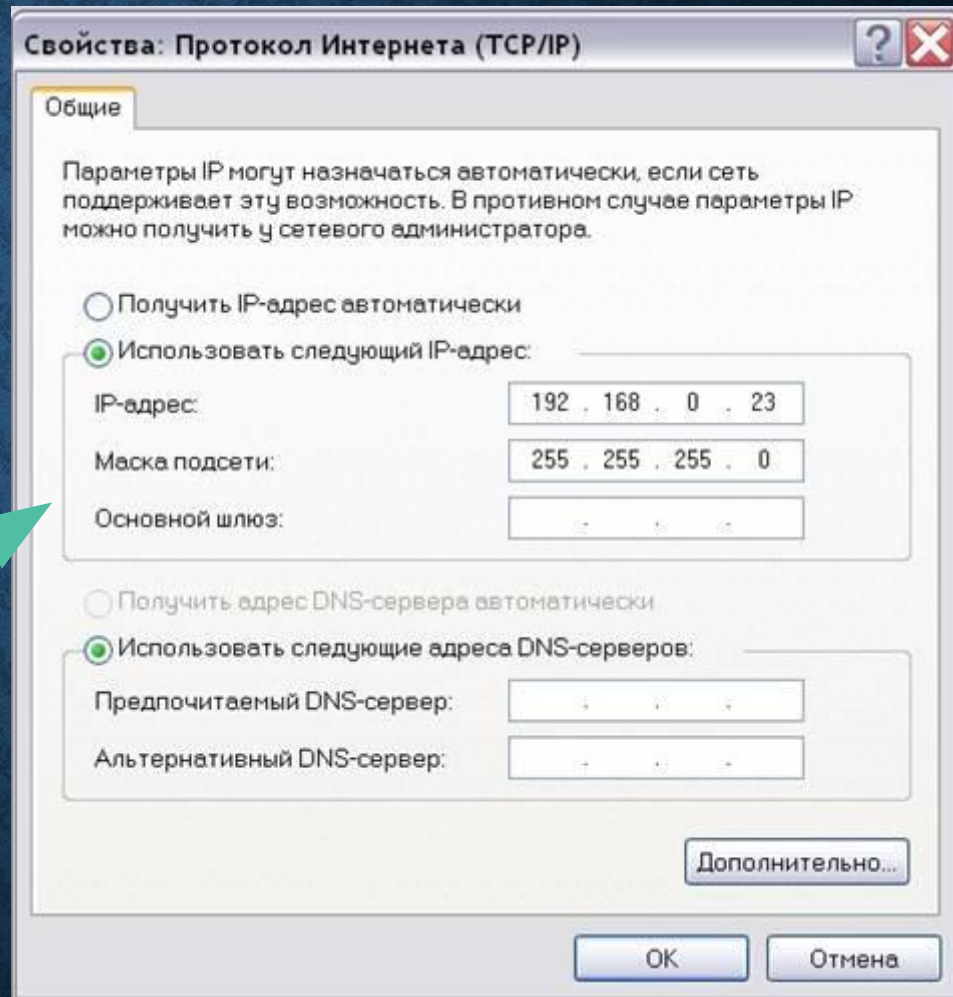 Свойства: Протокол Интернета (TCP/IP)
Общие
Параметры IP могут назначаться автоматически, если сеть
поддерживает эту возможность. В противном случае параметры IP
можно получить у сетевого администратора.
Получить IP-адрес автоматически
Использовать следующий IP-адрес:
IP-адрес: 192 . 168 . 0 . 23
Маска подсети: 255 . 255 . 255 . 0
Основной шлюз: . . .
Получить адрес DNS-сервера автоматически
Использовать следующие адреса DNS-серверов:
Предпочитаемый DNS-сервер: . . .
Альтернативный DNS-сервер: . . .
Дополнительно...
OK Отмена